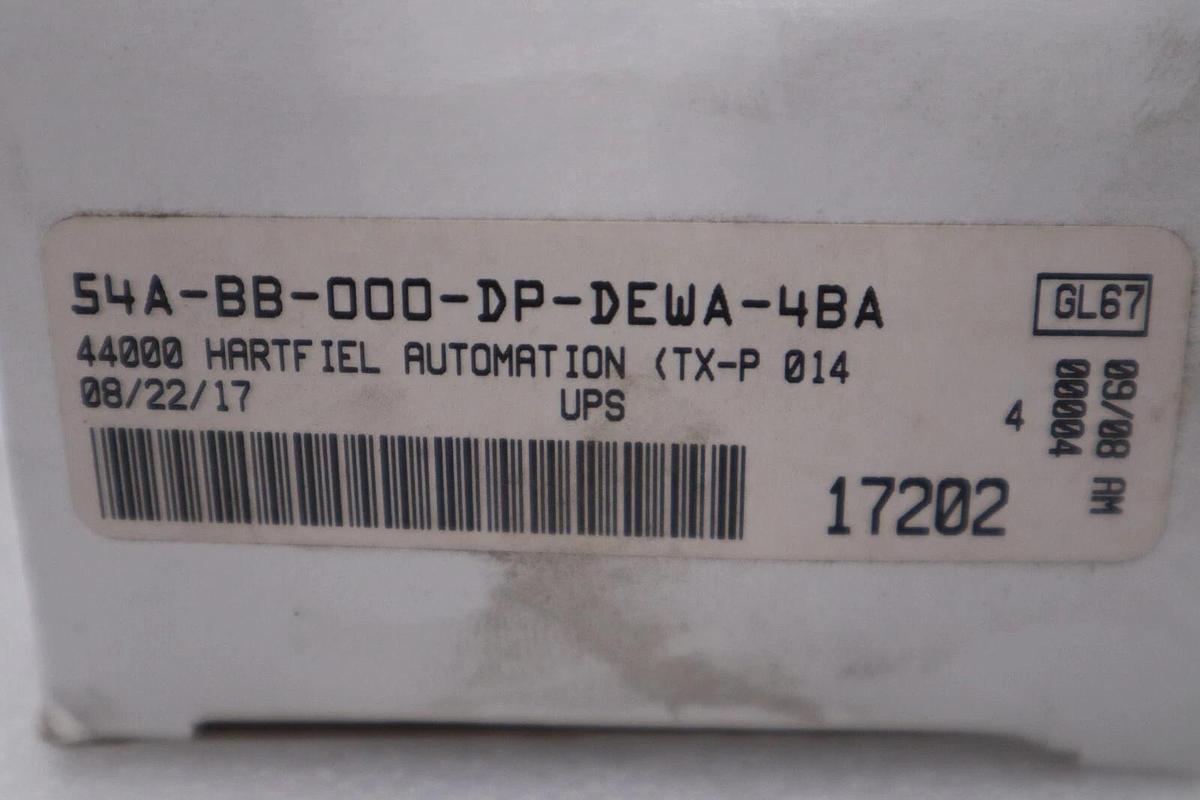 54A-BB-000-DP-DEWA-4BA
GL67
44000 HARTFIEL AUTOMATION (TX-P 014
08/22/17 UPS
4
17202
09/08 AM
00004